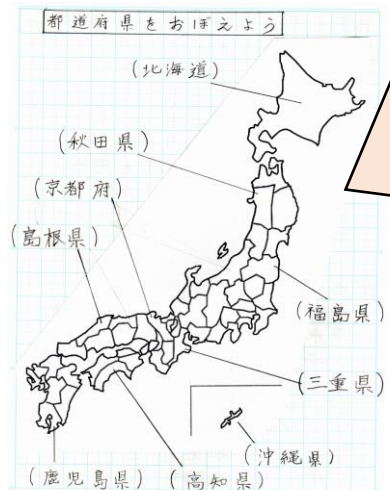 都道府県をおぼえよう
(北海道)
(秋田県)
(京都府)
(島根県)
(福島県)
(三重県)
(沖縄県)
(鹿児島県) (高知県)